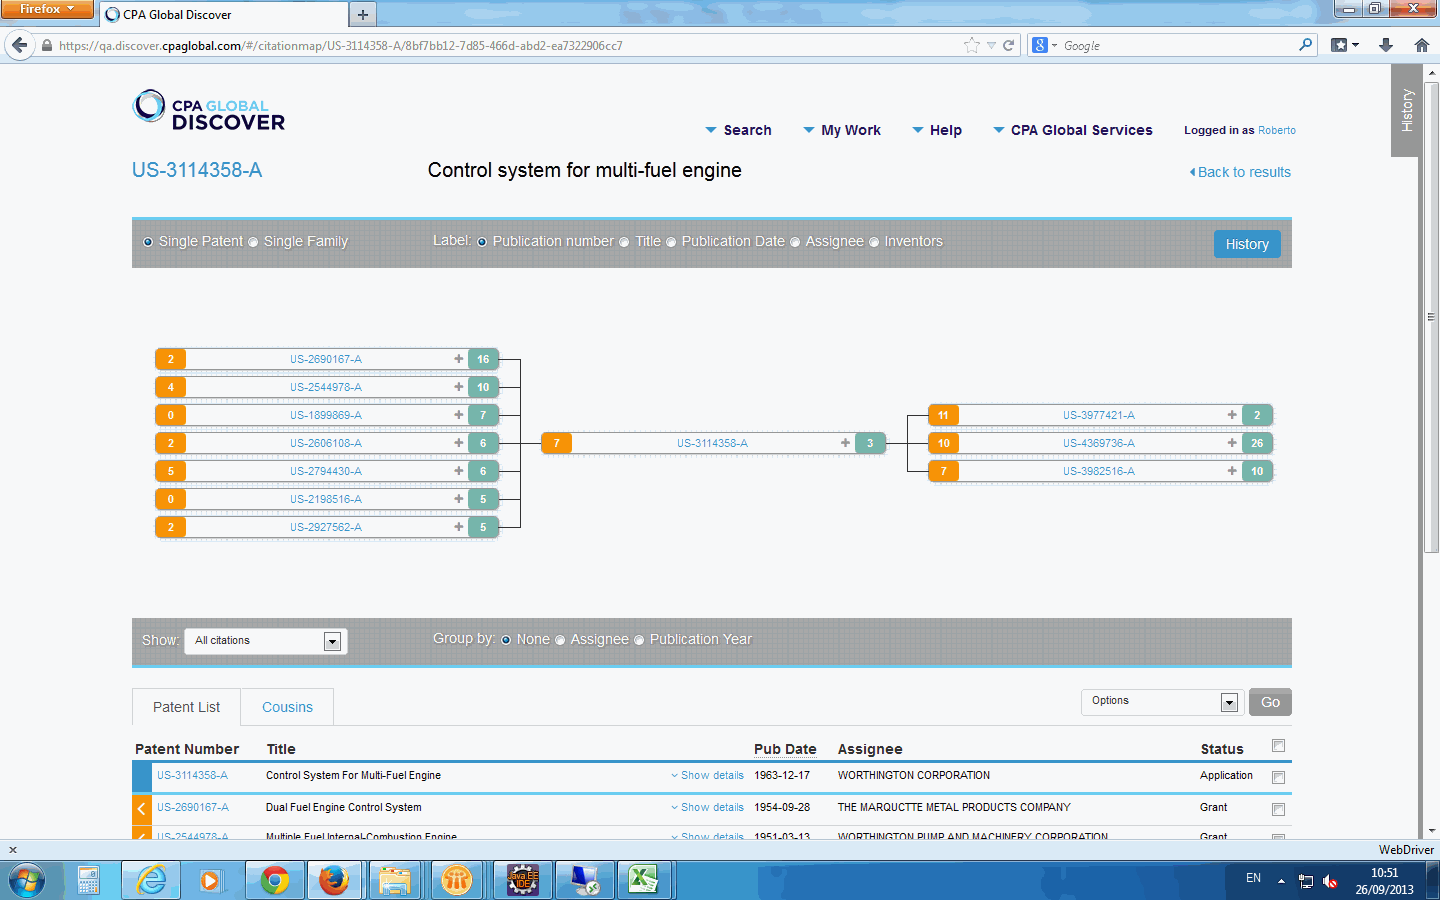 Firefox
CPA Global Discover
https://qa.discover.cpaglobal.com/#/citationmap/US-3114358-A/8bf7bb12-7d85-466d-abd2-ea7322906cc7
Google
CPA GLOBAL
DISCOVER
Search My Work Help CPA Global Services Logged in as Roberto
History
US-3114358-A Control system for multi-fuel engine Back to results
Single Patent Single Family Label: Publication number Title Publication Date Assignee Inventors History
2 US-2690167-A + 16
4 US-2544978-A + 10
0 US-1899869-A + 7 11 US-3977421-A + 2
2 US-2606108-A + 6 7 US-3114358-A + 3 10 US-4369736-A + 26
5 US-2794430-A + 6 7 US-3982516-A + 10
0 US-2198516-A + 5
2 US-2927562-A + 5
Show: All citations Group by: None Assignee Publication Year
Patent List Cousins Options Go
Patent Number Title Pub Date Assignee Status
US-3114358-A Control System For Multi-Fuel Engine Show details 1963-12-17 WORTHINGTON CORPORATION Application
US-2690167-A Dual Fuel Engine Control System Show details 1954-09-28 THE MARQUCTTE METAL PRODUCTS COMPANY Grant
US-2544978-A Multiple Fuel Internal-Combustion Engine Show details 1951-03-13 WORTHINGTON PUMP AND MACHINERY CORPORATION Grant
x WebDriver
Java EE
IDE
EN 10:51
26/09/2013